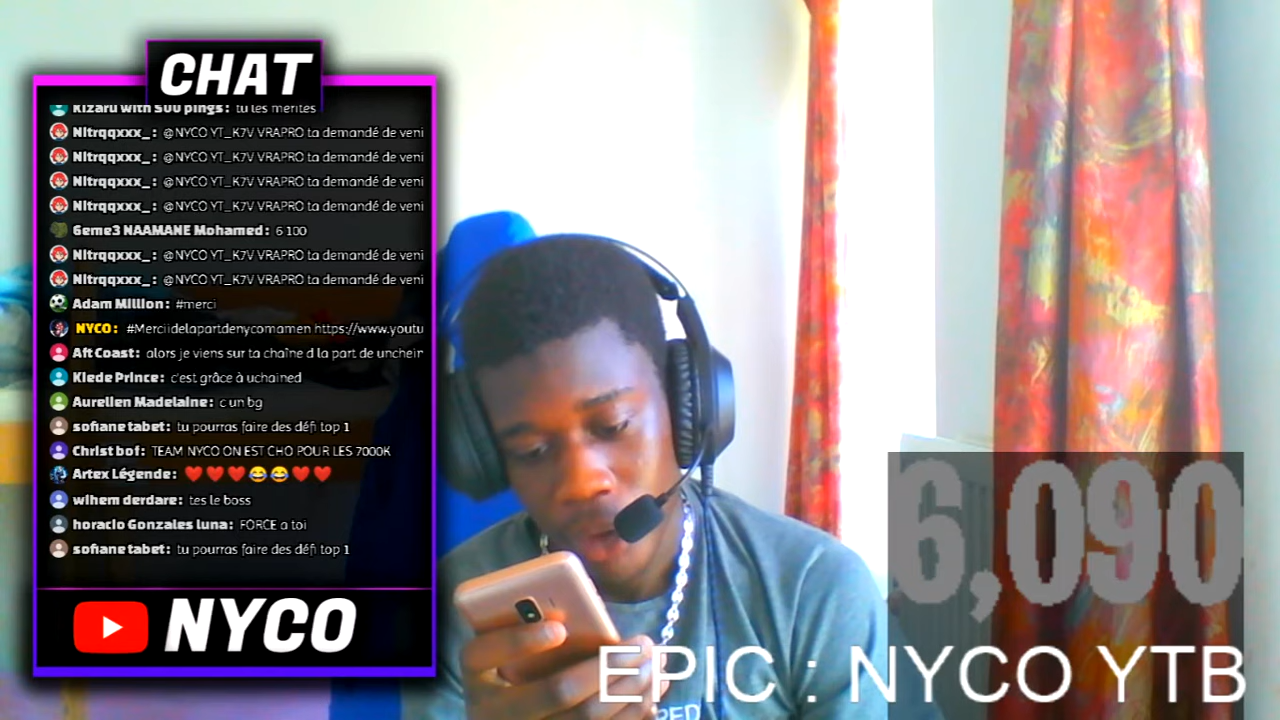 CHAT
Kizaru with 500 pings: tu les mérites
Nitrqqxxx_: @NYCO YT_K7V VRAPRO ta demandé de veni
Nitrqqxxx_: @NYCO YT_K7V VRAPRO ta demandé de veni
Nitrqqxxx_: @NYCO YT_K7V VRAPRO ta demandé de veni
Nitrqqxxx_: @NYCO YT_K7V VRAPRO ta demandé de veni
6eme3 NAAMANE Mohamed: 6 100
Nitrqqxxx_: @NYCO YT_K7V VRAPRO ta demandé de veni
Nitrqqxxx_: @NYCO YT_K7V VRAPRO ta demandé de veni
Adam Million: #merci
NYCO: #Merciidelapartdenycomamen https://www.youtu
Aft Coast: alors je viens sur ta chaîne d la part de unchein
Klede Prince: c'est grâce à uchained
Aurelien Madelaine: c un bg
sofiane tabet: tu pourras faire des défi top 1
Christ bof: TEAM NYCO ON EST CHO POUR LES 7000K
Artex Légende: ❤️❤️❤️😂😂❤️❤️
wihem derdare: tes le boss
horacio Gonzales luna: FORCE a toi
sofiane tabet: tu pourras faire des défi top 1
NYCO
6,090
EPIC : NYCO YTB
RED